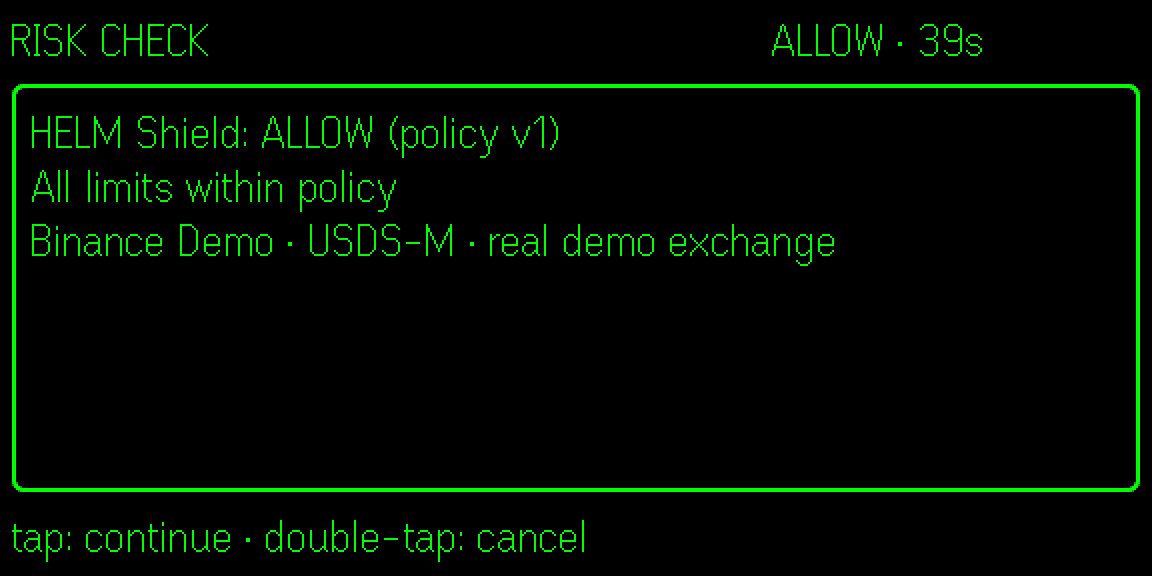 RISK CHECK
ALLOW · 39s
HELM Shield: ALLOW (policy v1)
All limits within policy
Binance Demo · USDS-M · real demo exchange
tap: continue · double-tap: cancel